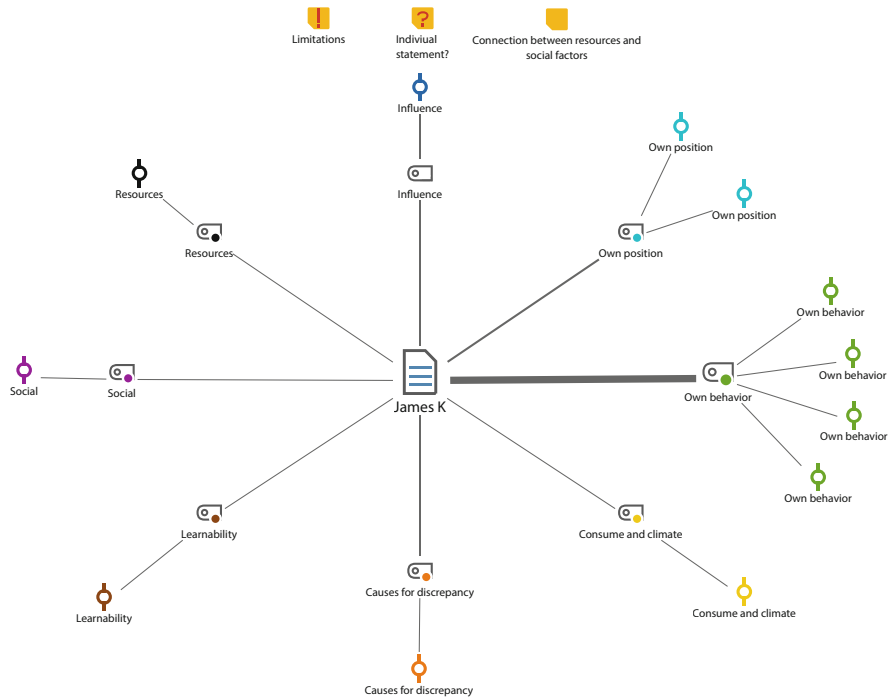 Limitations
Indiviual
statement?
Connection between resources and
social factors
Influence
Own position
Resources
Influence
Own position
Resources
Own position
Own behavior
Own behavior
Social
Social
Own behavior
James K
Own behavior
Own behavior
Learnability
Consume and climate
Causes for discrepancy
Learnability
Consume and climate
Causes for discrepancy